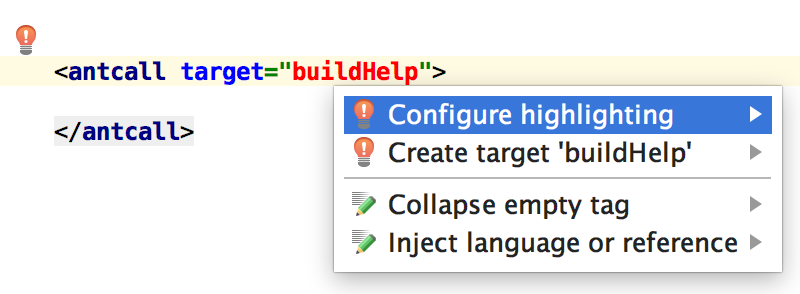 <antcall target="buildHelp">
</antcall>
Configure highlighting
Create target 'buildHelp'
Collapse empty tag
Inject language or reference